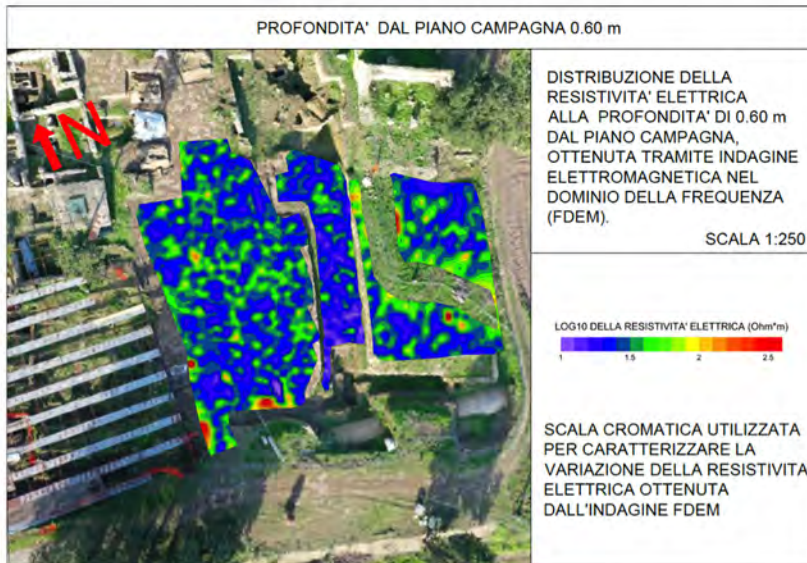 PROFONDITA' DAL PIANO CAMPAGNA 0.60 m
N
DISTRIBUZIONE DELLA
RESISTIVITA' ELETTRICA
ALLA PROFONDITA' DI 0.60 m
DAL PIANO CAMPAGNA,
OTTENUTA TRAMITE INDAGINE
ELETTROMAGNETICA NEL
DOMINIO DELLA FREQUENZA
(FDEM).
SCALA 1:250
LOG10 DELLA RESISTIVITA' ELETTRICA (Ohm*m)
1 1.5 2 2.5
SCALA CROMATICA UTILIZZATA
PER CARATTERIZZARE LA
VARIAZIONE DELLA RESISTIVITA
ELETTRICA OTTENUTA
DALL'INDAGINE FDEM